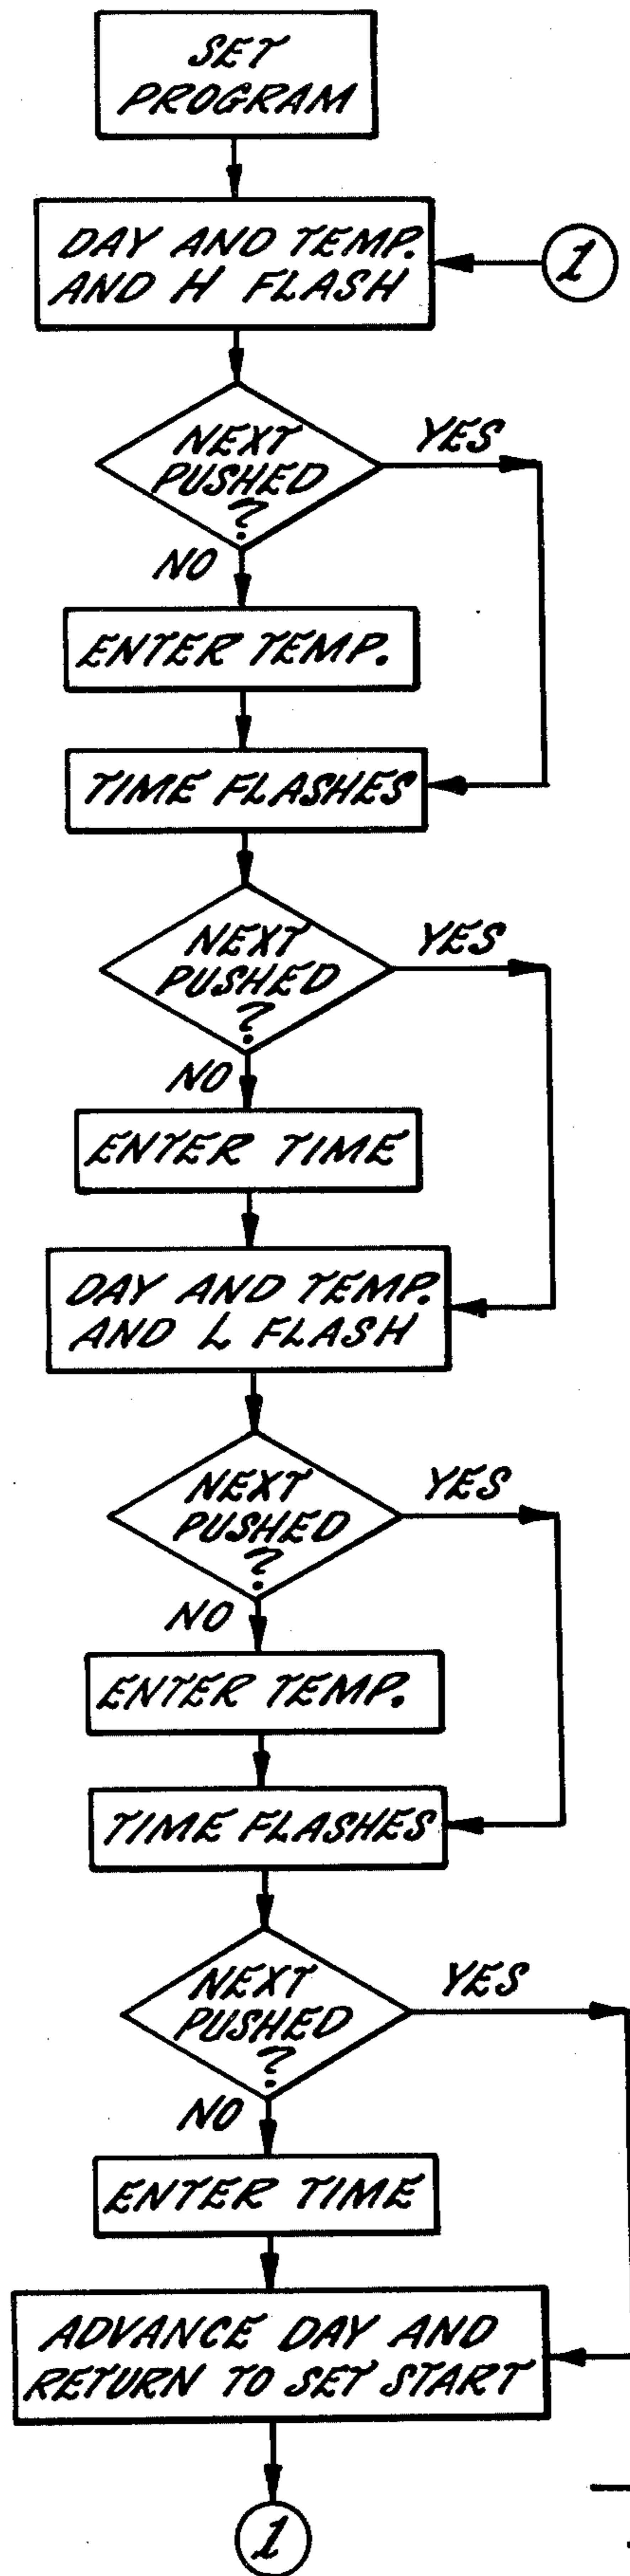 SET
PROGRAM
DAY AND TEMP.
AND H FLASH
1
NEXT
PUSHED
?
YES
NO
ENTER TEMP.
TIME FLASHES
NEXT
PUSHED
?
YES
NO
ENTER TIME
DAY AND TEMP.
AND L FLASH
NEXT
PUSHED
?
YES
NO
ENTER TEMP.
TIME FLASHES
NEXT
PUSHED
?
YES
NO
ENTER TIME
ADVANCE DAY AND
RETURN TO SET START
1